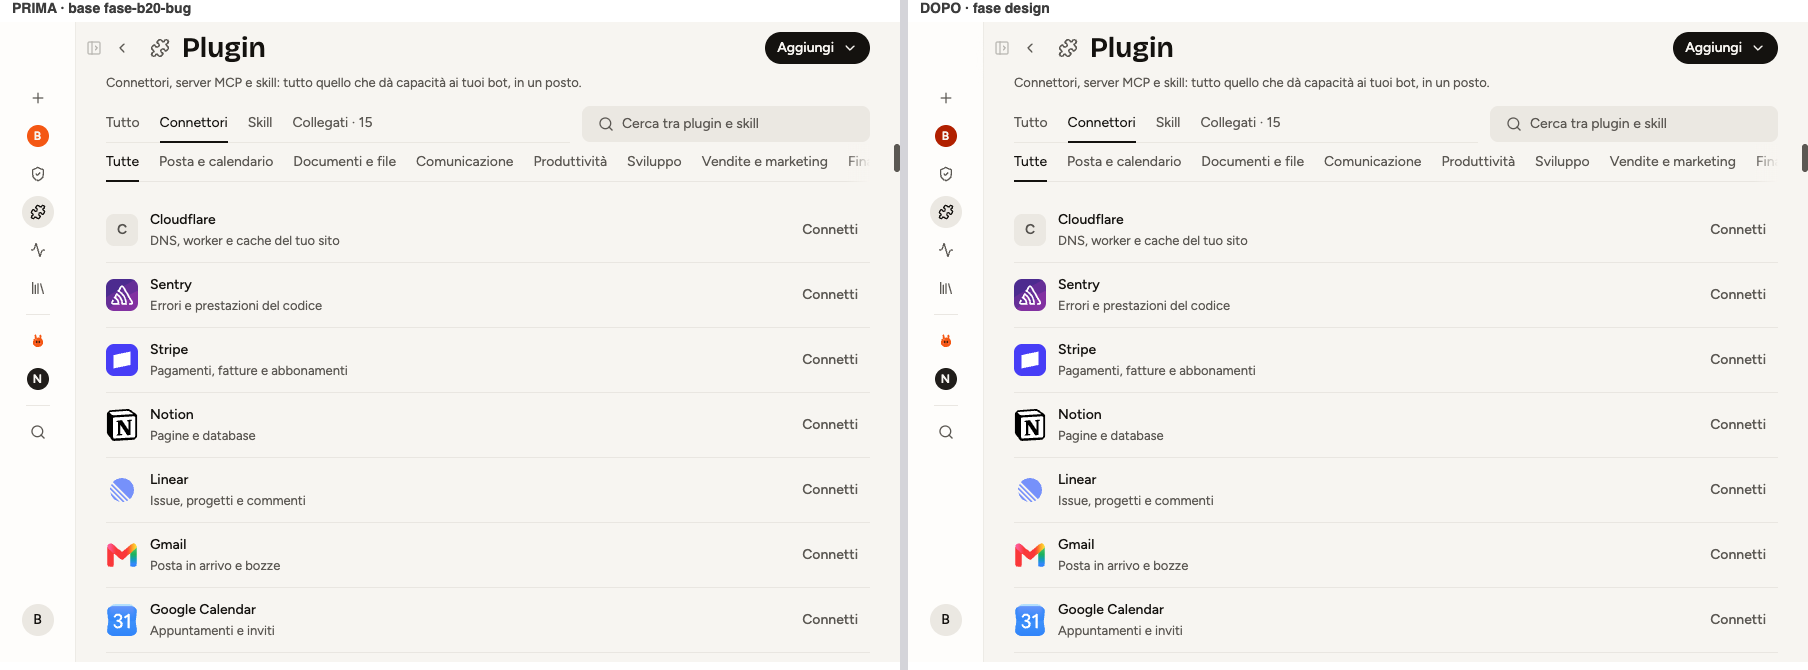 PRIMA · base fase-b20-bug
Plugin
Aggiungi
Connettori, server MCP e skill: tutto quello che dà capacità ai tuoi bot, in un posto.
Tutto Connettori Skill Collegati · 15
Cerca tra plugin e skill
Tutte Posta e calendario Documenti e file Comunicazione Produttività Sviluppo Vendite e marketing
B
N
B
C
Cloudflare
DNS, worker e cache del tuo sito
Connetti
Sentry
Errori e prestazioni del codice
Connetti
Stripe
Pagamenti, fatture e abbonamenti
Connetti
N
Notion
Pagine e database
Connetti
Linear
Issue, progetti e commenti
Connetti
Gmail
Posta in arrivo e bozze
Connetti
31
Google Calendar
Appuntamenti e inviti
Connetti
DOPO · fase design
Plugin
Aggiungi
Connettori, server MCP e skill: tutto quello che dà capacità ai tuoi bot, in un posto.
Tutto Connettori Skill Collegati · 15
Cerca tra plugin e skill
Tutte Posta e calendario Documenti e file Comunicazione Produttività Sviluppo Vendite e marketing
B
N
B
C
Cloudflare
DNS, worker e cache del tuo sito
Connetti
Sentry
Errori e prestazioni del codice
Connetti
Stripe
Pagamenti, fatture e abbonamenti
Connetti
N
Notion
Pagine e database
Connetti
Linear
Issue, progetti e commenti
Connetti
Gmail
Posta in arrivo e bozze
Connetti
31
Google Calendar
Appuntamenti e inviti
Connetti